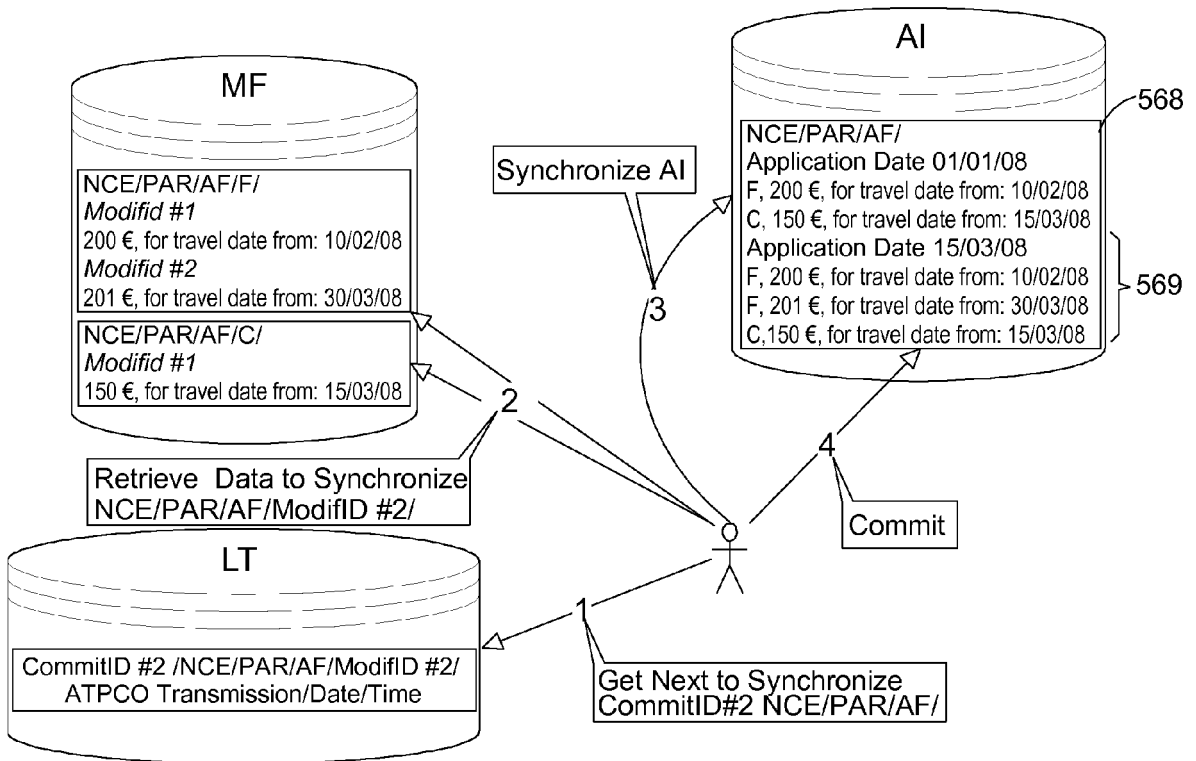 MF
NCE/PAR/AF/F/
Modifid #1
200 €, for travel date from: 10/02/08
Modifid #2
201 €, for travel date from: 30/03/08
NCE/PAR/AF/C/
Modifid #1
150 €, for travel date from: 15/03/08
AI
568
NCE/PAR/AF/
Application Date 01/01/08
F, 200 €, for travel date from: 10/02/08
C, 150 €, for travel date from: 15/03/08
Application Date 15/03/08
F, 200 €, for travel date from: 10/02/08
F, 201 €, for travel date from: 30/03/08
C,150 €, for travel date from: 15/03/08
569
Synchronize AI
3
2
Retrieve Data to Synchronize
NCE/PAR/AF/ModifID #2/
4
Commit
LT
CommitID #2 /NCE/PAR/AF/ModifID #2/
ATPCO Transmission/Date/Time
1
Get Next to Synchronize
CommitID#2 NCE/PAR/AF/